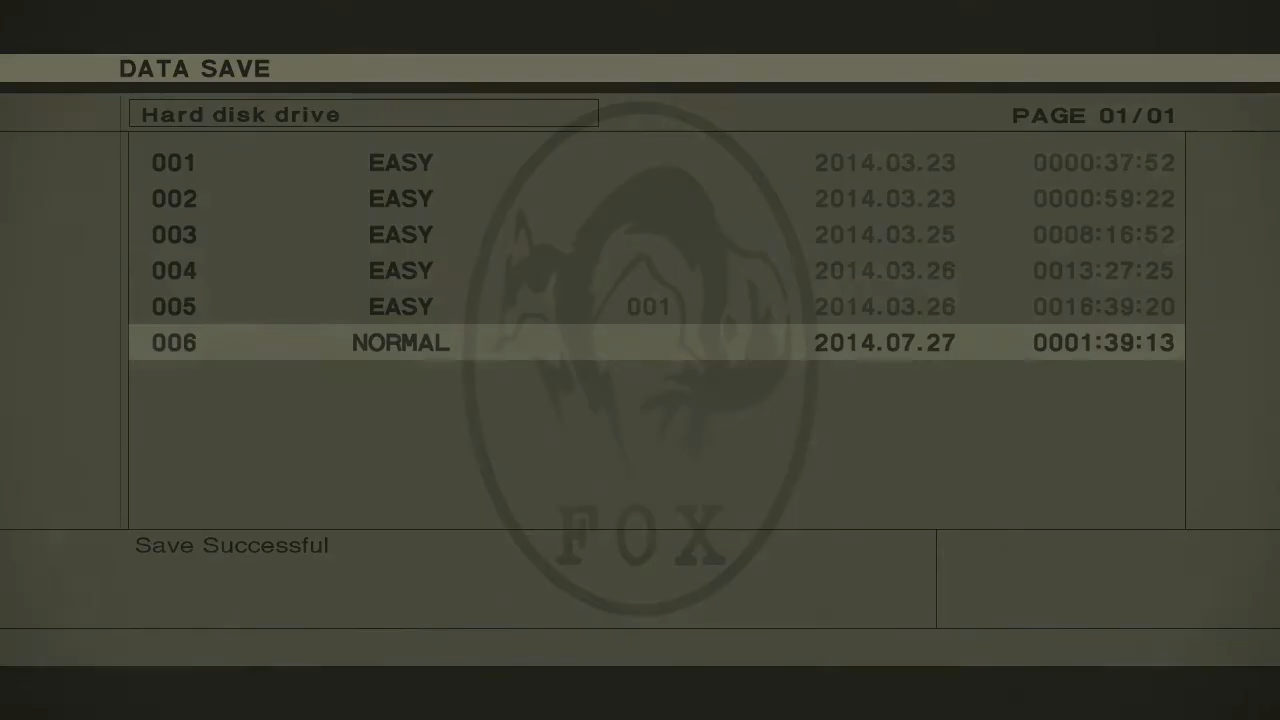 DATA SAVE
Hard disk drive PAGE 01/01
001 EASY 2014.03.23 0000:37:52
002 EASY 2014.03.23 0000:59:22
003 EASY 2014.03.25 0008:16:52
004 EASY 2014.03.26 0013:27:25
005 EASY 001 2014.03.26 0016:39:20
006 NORMAL 2014.07.27 0001:39:13
FOX
Save Successful